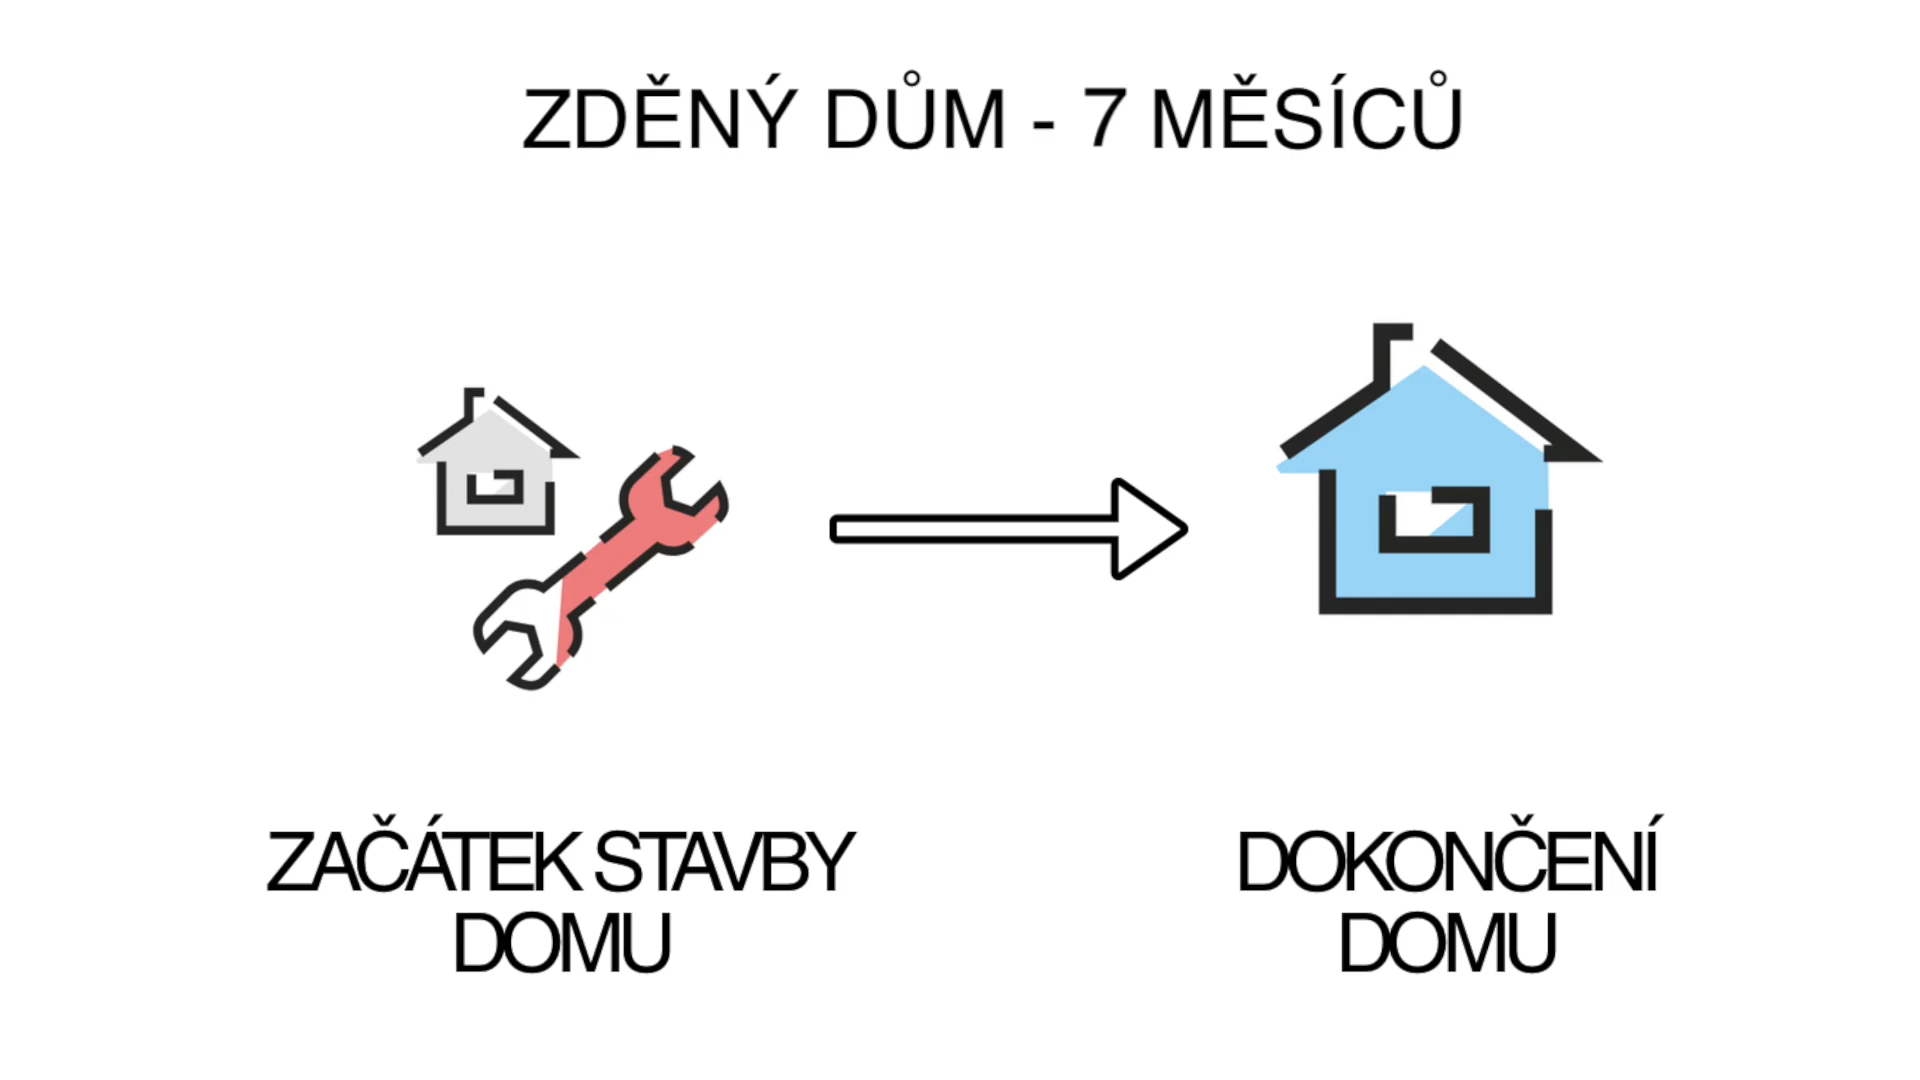 ZDĚNÝ DŮM - 7 MĚSÍCŮ
ZAČÁTEK STAVBY
DOMU
DOKONČENÍ
DOMU